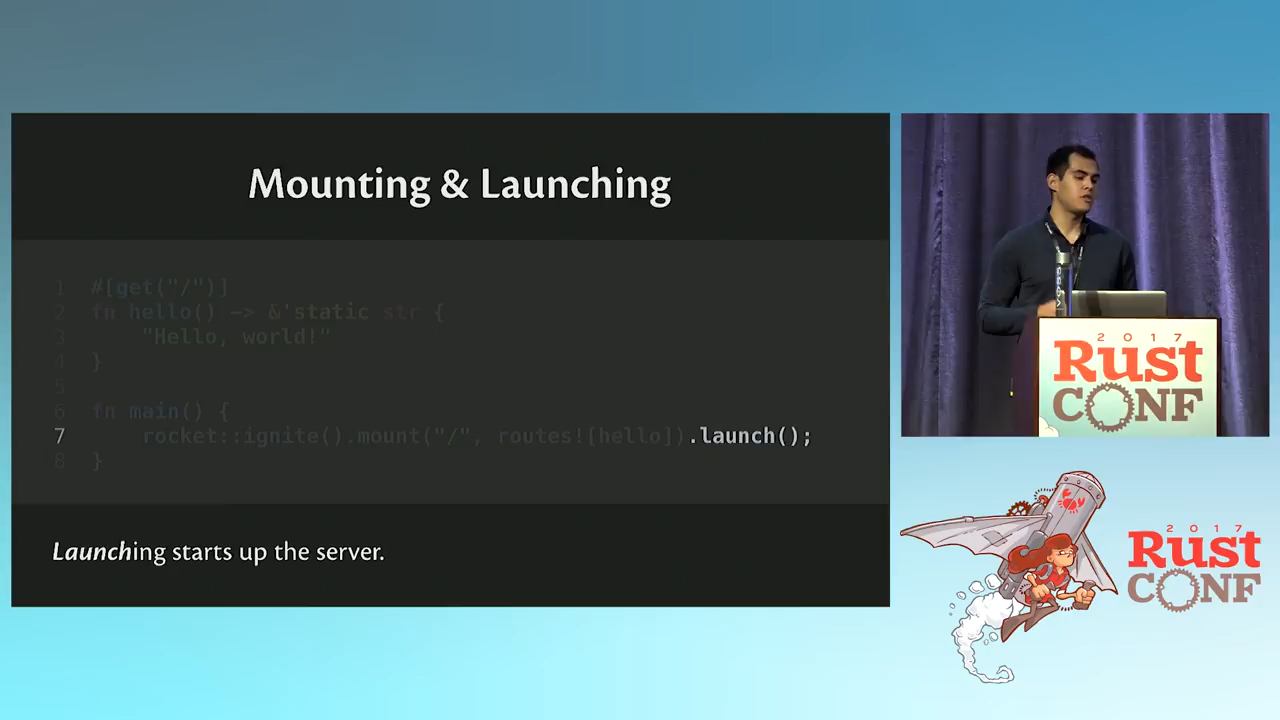 Mounting & Launching
1 #[get("/")]
2 fn hello() -> &'static str {
3     "Hello, world!"
4 }
5
6 fn main() {
7     rocket::ignite().mount("/", routes![hello]).launch();
8 }
Launching starts up the server.
2017
Rust
CONF
2017
Rust
CONF